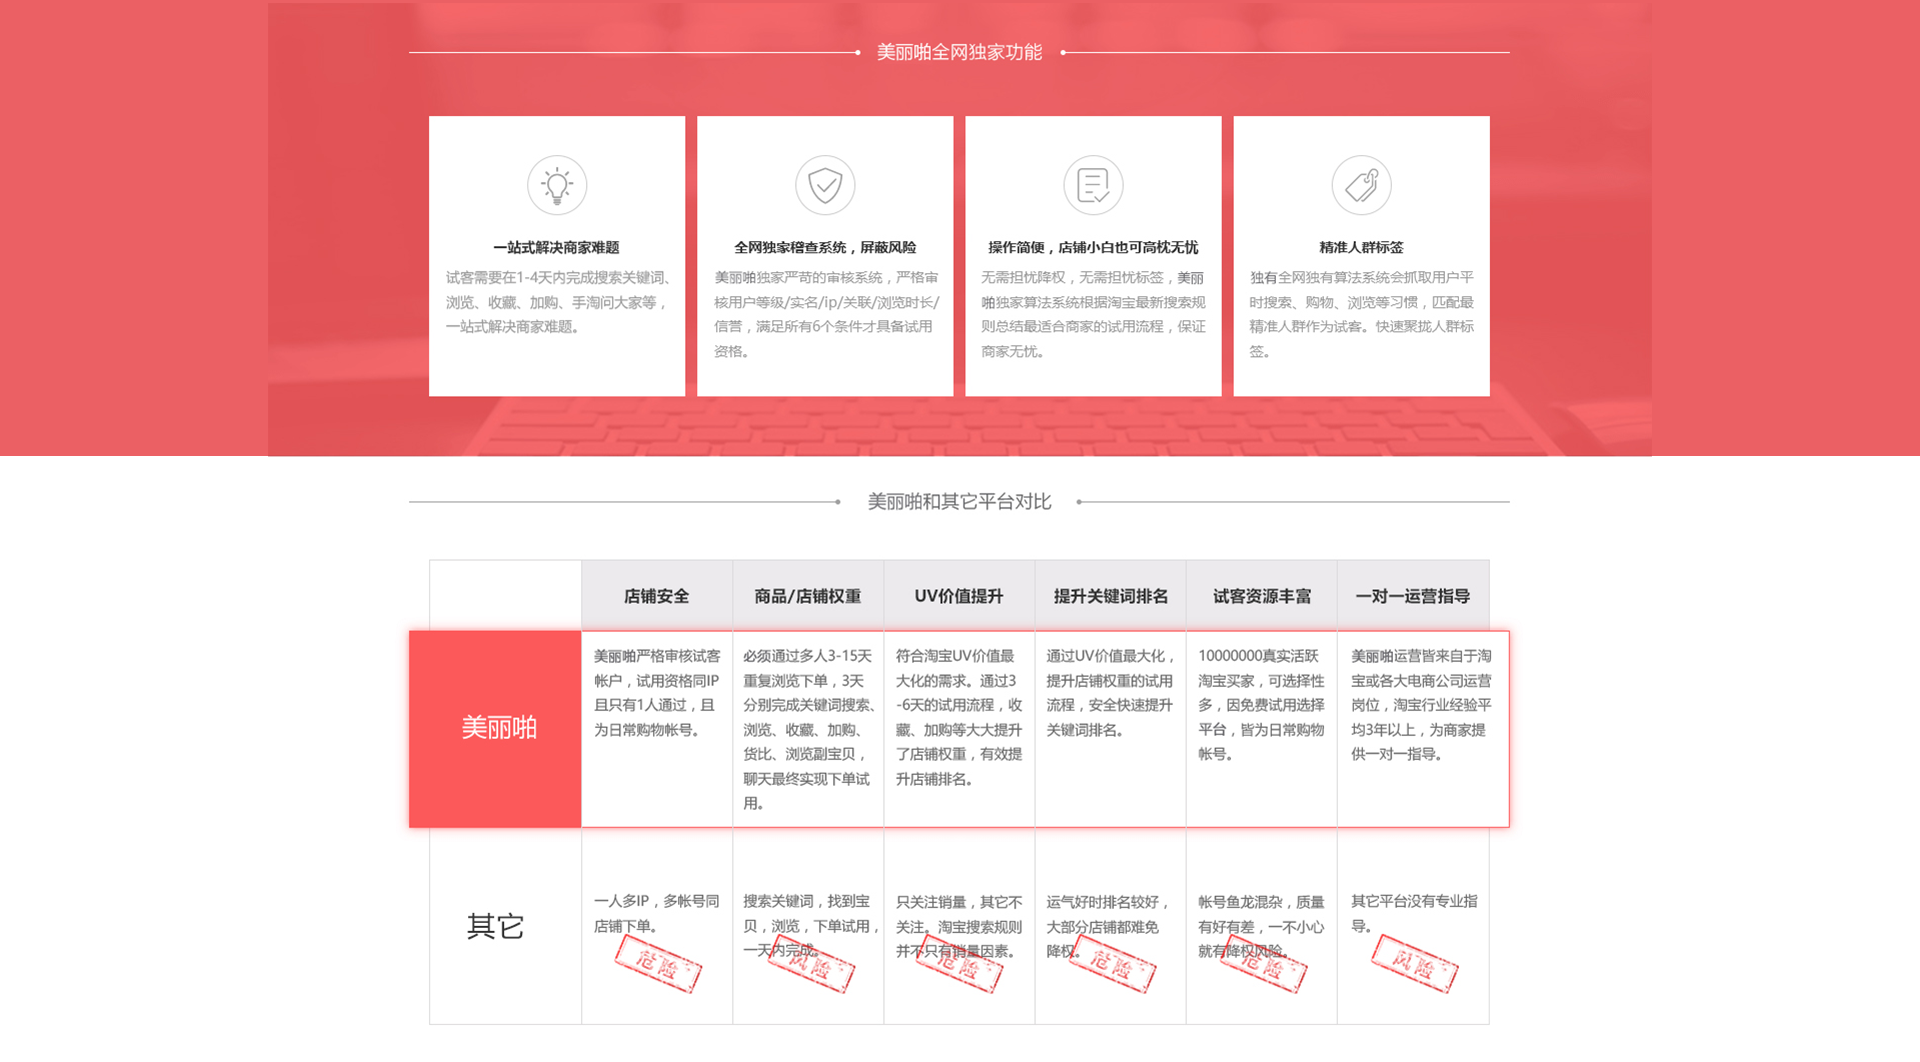 美丽啪全网独家功能
一站式解决商家难题
试客需要在1-4天内完成搜索关键词、
浏览、收藏、加购、手淘问大家等，
一站式解决商家难题。
全网独家稽查系统，屏蔽风险
美丽啪独家严苛的审核系统，严格审
核用户等级/实名/ip/关联/浏览时长/
信誉，满足所有6个条件才具备试用
资格。
操作简便，店铺小白也可高枕无忧
无需担忧降权，无需担忧标签，美丽
啪独家算法系统根据淘宝最新搜索规
则总结最适合商家的试用流程，保证
商家无忧。
精准人群标签
独有全网独有算法系统会抓取用户平
时搜索、购物、浏览等习惯，匹配最
精准人群作为试客。快速聚拢人群标
签。
美丽啪和其它平台对比
店铺安全
商品/店铺权重
UV价值提升
提升关键词排名
试客资源丰富
一对一运营指导
美丽啪
美丽啪严格审核试客
帐户，试用资格同IP
且只有1人通过，且
为日常购物帐号。
必须通过多人3-15天
重复浏览下单，3天
分别完成关键词搜索、
浏览、收藏、加购、
货比、浏览副宝贝，
聊天最终实现下单试
用。
符合淘宝UV价值最
大化的需求。通过3
-6天的试用流程，收
藏、加购等大大提升
了店铺权重，有效提
升店铺排名。
通过UV价值最大化，
提升店铺权重的试用
流程，安全快速提升
关键词排名。
10000000真实活跃
淘宝买家，可选择性
多，因免费试用选择
平台，皆为日常购物
帐号。
美丽啪运营皆来自于淘
宝或各大电商公司运营
岗位，淘宝行业经验平
均3年以上，为商家提
供一对一指导。
其它
一人多IP，多帐号同
店铺下单。
危险
搜索关键词，找到宝
贝，浏览，下单试用，
一天内完成。
风险
只关注销量，其它不
关注。淘宝搜索规则
并不只有销量因素。
危险
运气好时排名较好，
大部分店铺都难免
降权。
危险
帐号鱼龙混杂，质量
有好有差，一不小心
就有降权风险。
危险
其它平台没有专业指
导。
风险